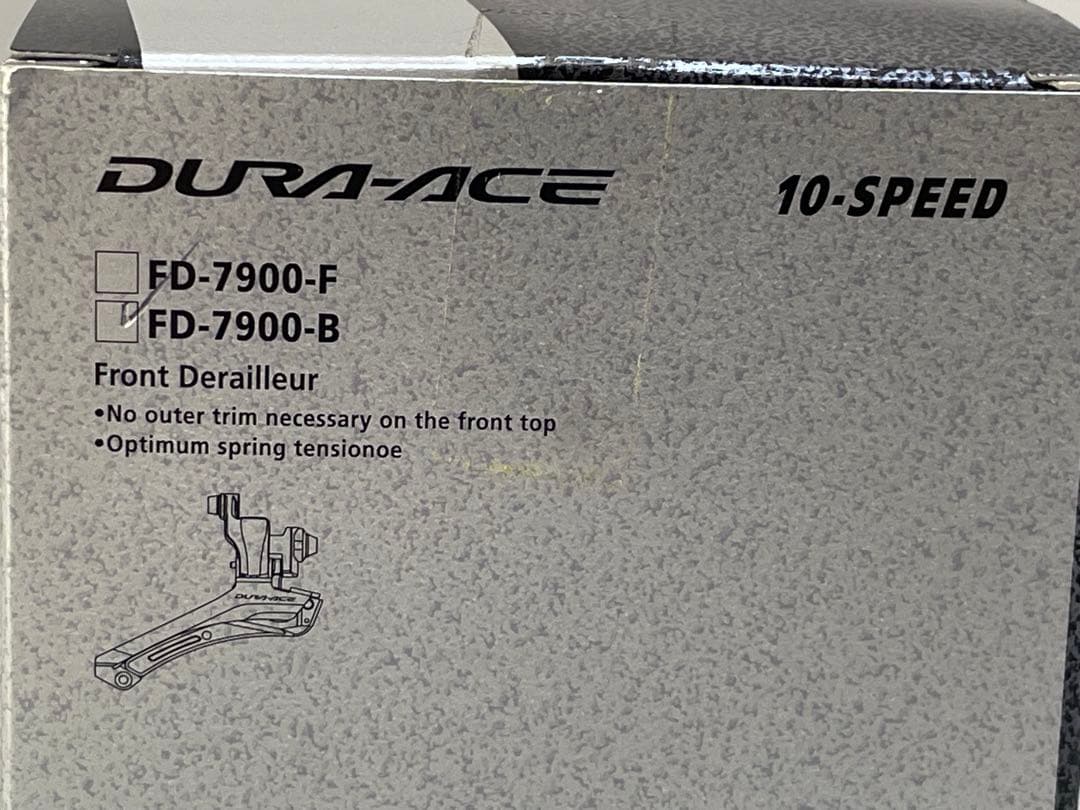 DURA-ACE
10-SPEED
FD-7900-F
FD-7900-B
Front Derailleur
•No outer trim necessary on the front top
•Optimum spring tensionoe
DURA-ACE